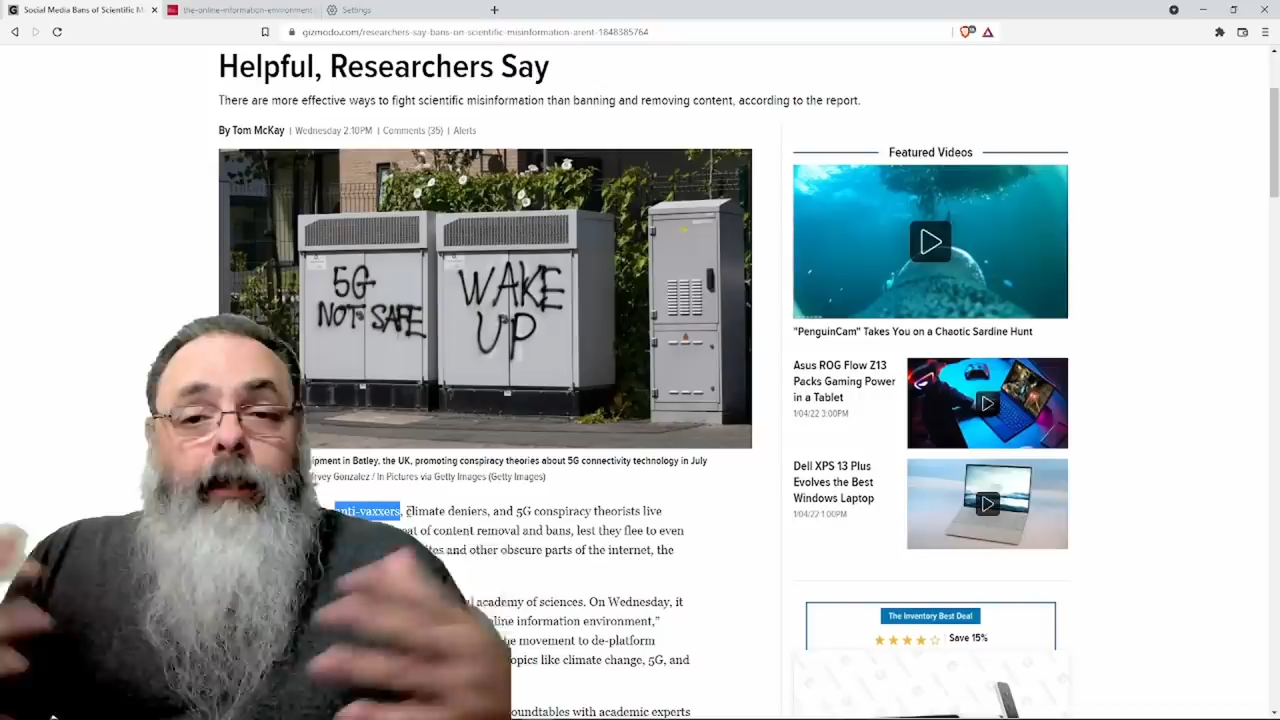 Social Media Bans of Scientific M
the-online-information-environment
Settings
gizmodo.com/researchers-say-bans-on-scientific-misinformation-arent-1848385764
Helpful, Researchers Say
There are more effective ways to fight scientific misinformation than banning and removing content, according to the report.
By Tom McKay | Wednesday 2:10PM | Comments (35) | Alerts
5G
NOT SAFE
WAKE
UP
ipment in Batley, the UK, promoting conspiracy theories about 5G connectivity technology in July
rvey Gonzalez / In Pictures via Getty Images (Getty Images)
anti-vaxxers, climate deniers, and 5G conspiracy theorists live
eat of content removal and bans, lest they flee to even
ites and other obscure parts of the internet, the
academy of sciences. On Wednesday, it
line information environment,”
he movement to de-platform
opics like climate change, 5G, and
oundtables with academic experts
Featured Videos
"PenguinCam" Takes You on a Chaotic Sardine Hunt
Asus ROG Flow Z13
Packs Gaming Power
in a Tablet
1/04/22 3:00PM
Dell XPS 13 Plus
Evolves the Best
Windows Laptop
1/04/22 1:00PM
The Inventory Best Deal
Save 15%